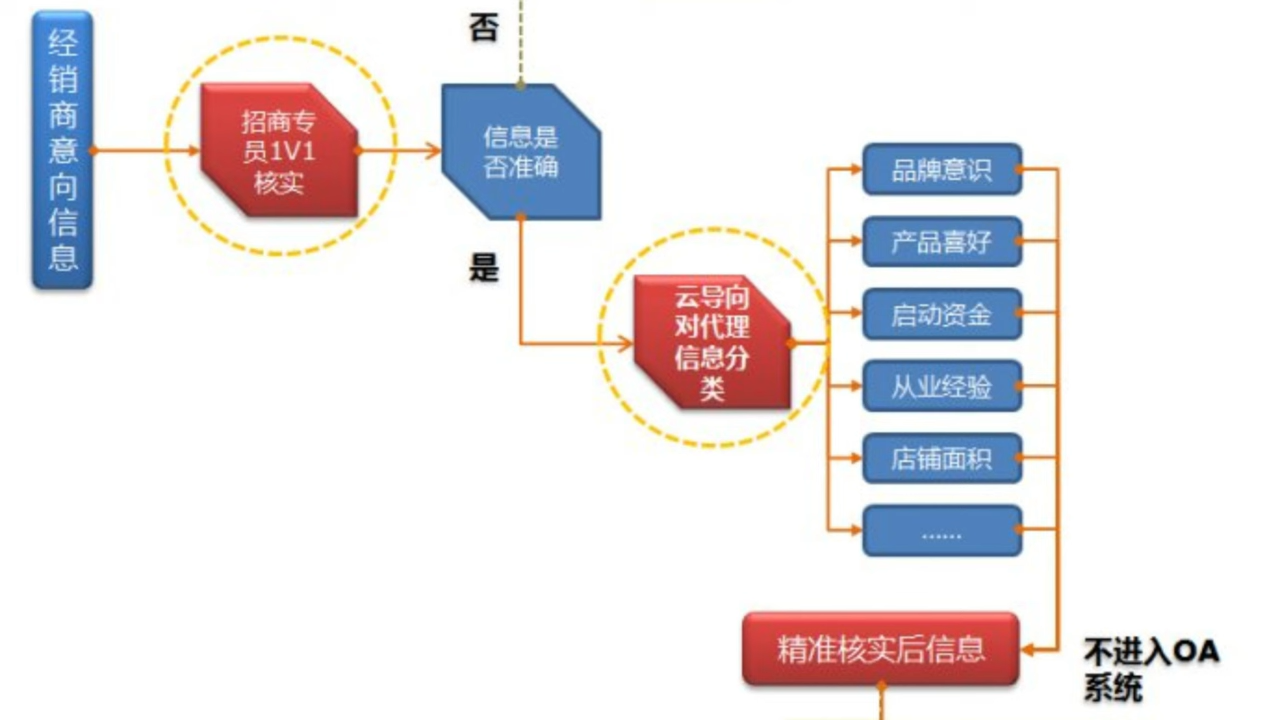 经
销
商
意
向
信
息
招商专
员1V1
核实
否
信息是
否准确
是
云导向
对代理
信息分
类
品牌意识
产品喜好
启动资金
从业经验
店铺面积
……
精准核实后信息
不进入OA
系统